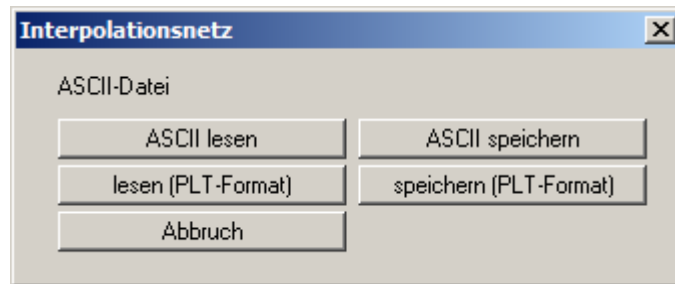 Interpolationsnetz
ASCII-Datei
ASCII lesen ASCII speichern
lesen (PLT-Format) speichern (PLT-Format)
Abbruch